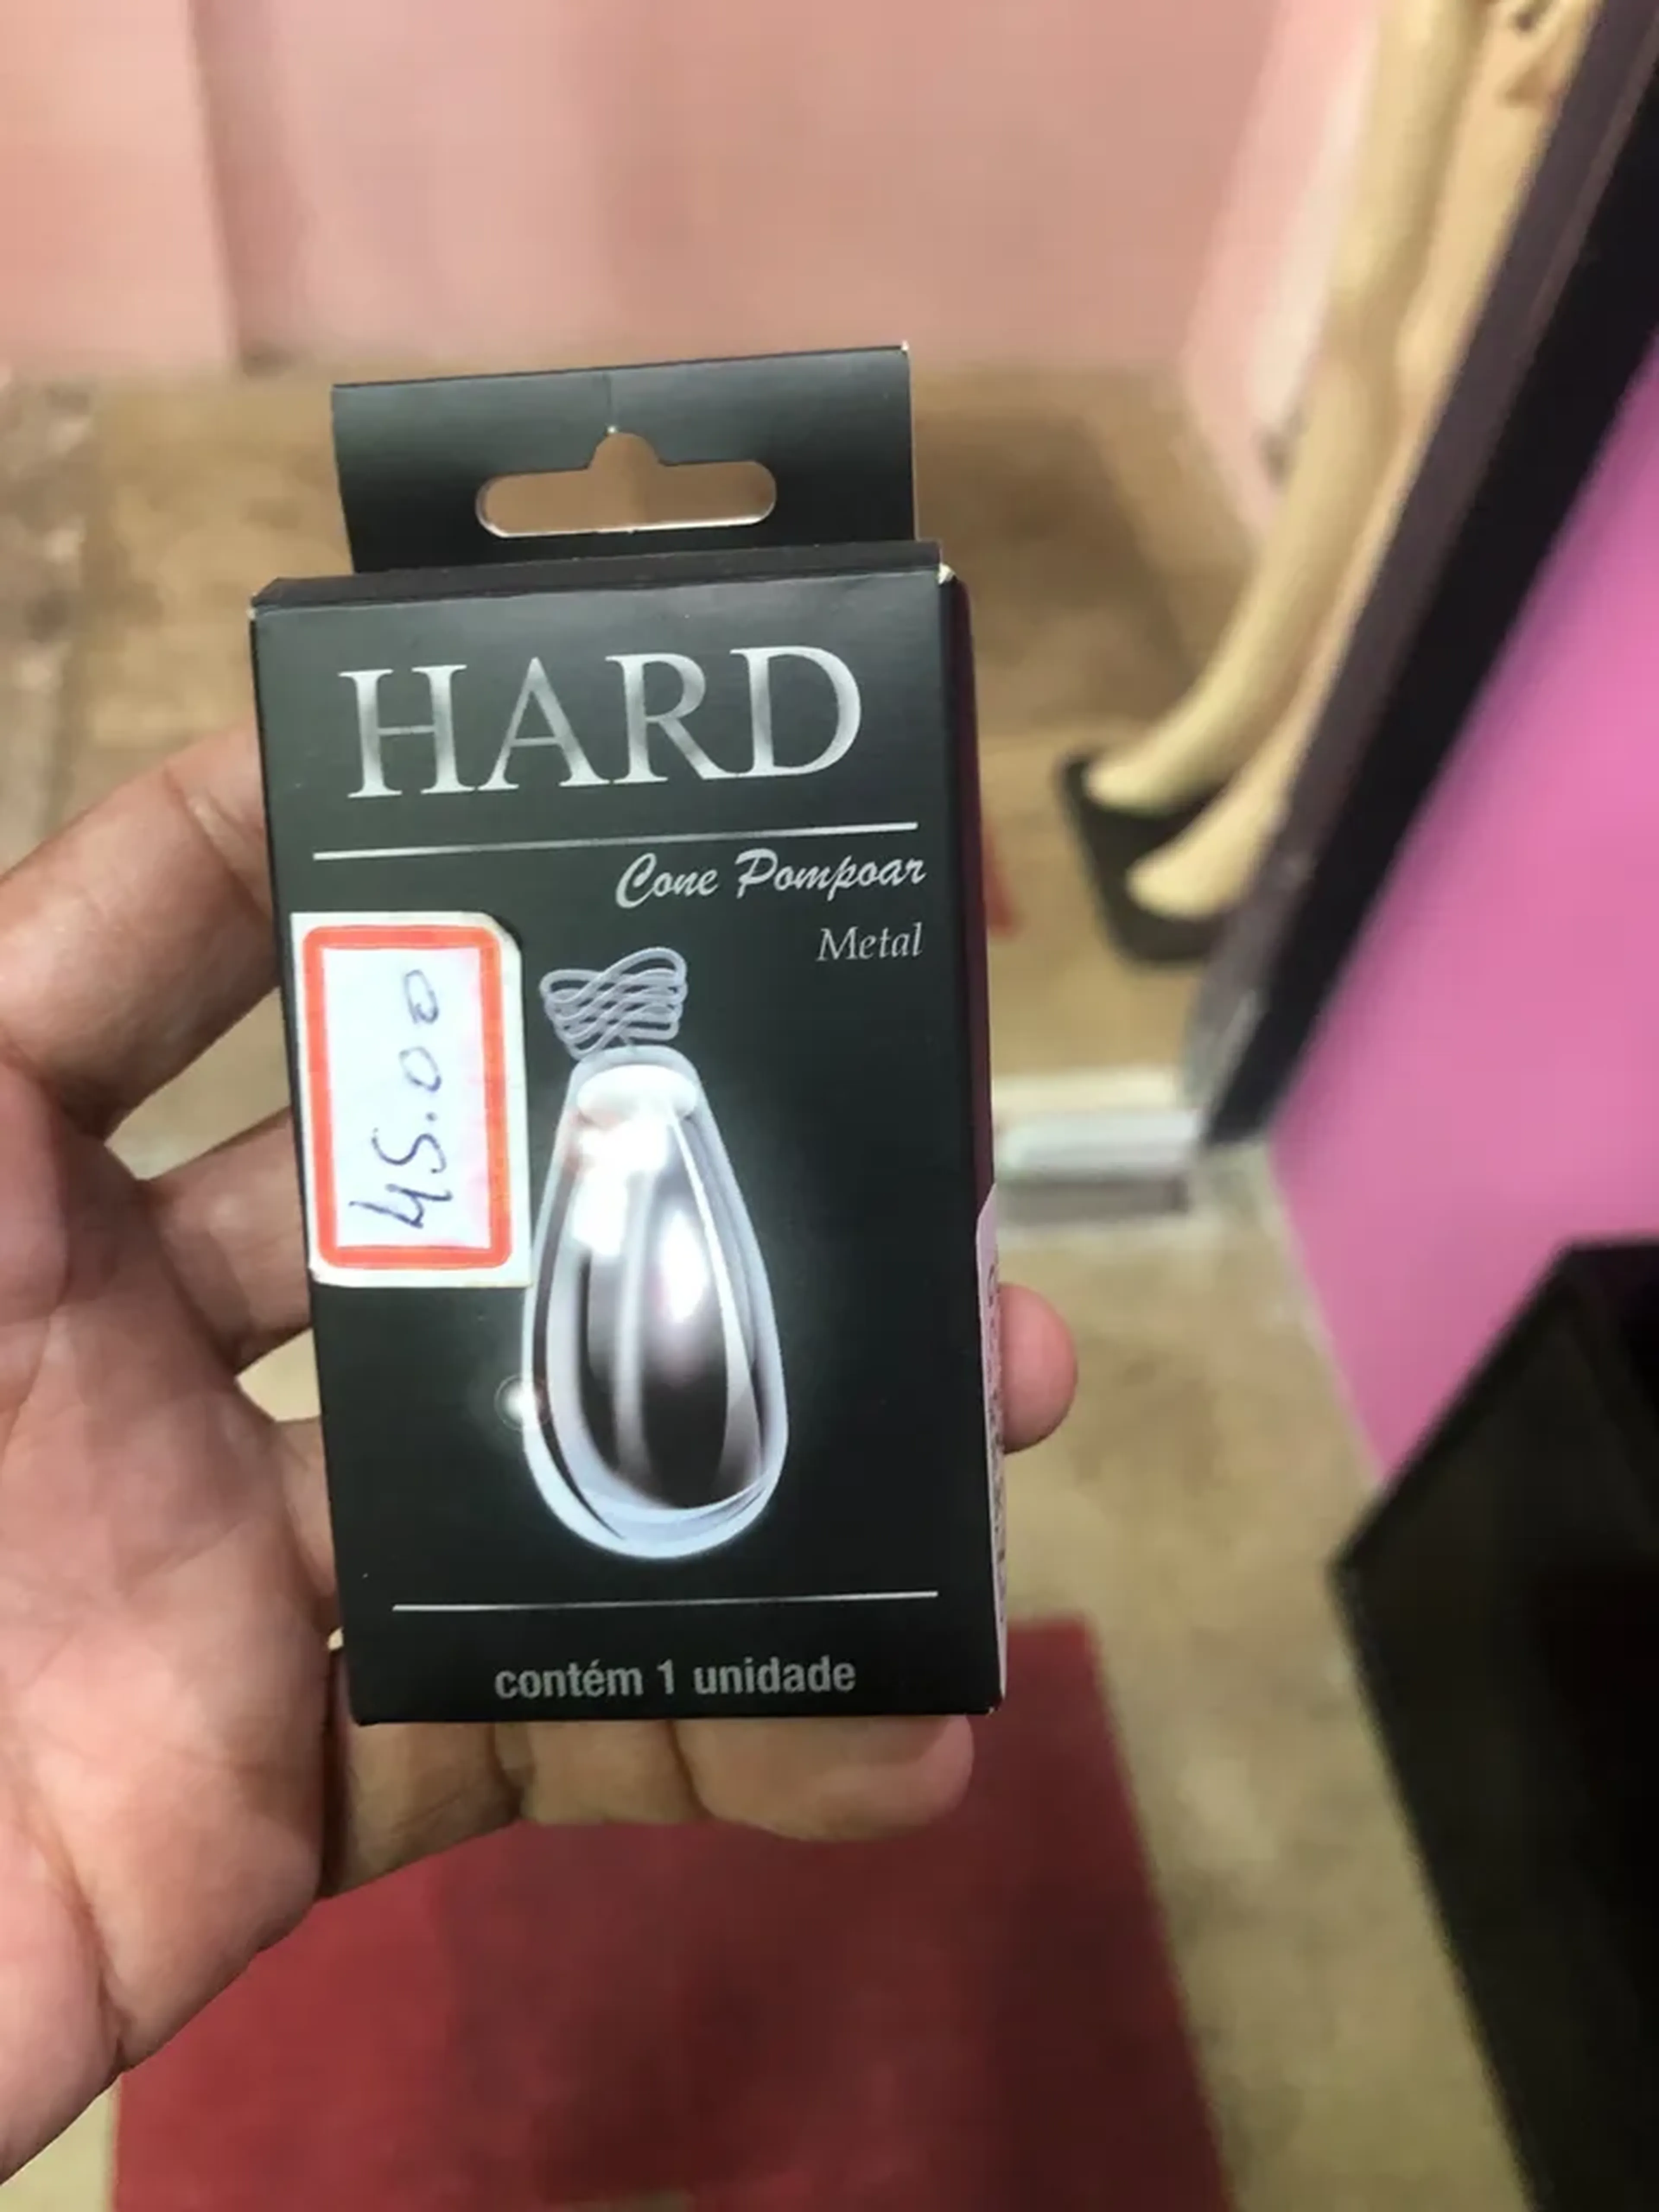 HARD
Cone Pompoar
Metal
45.00
contém 1 unidade